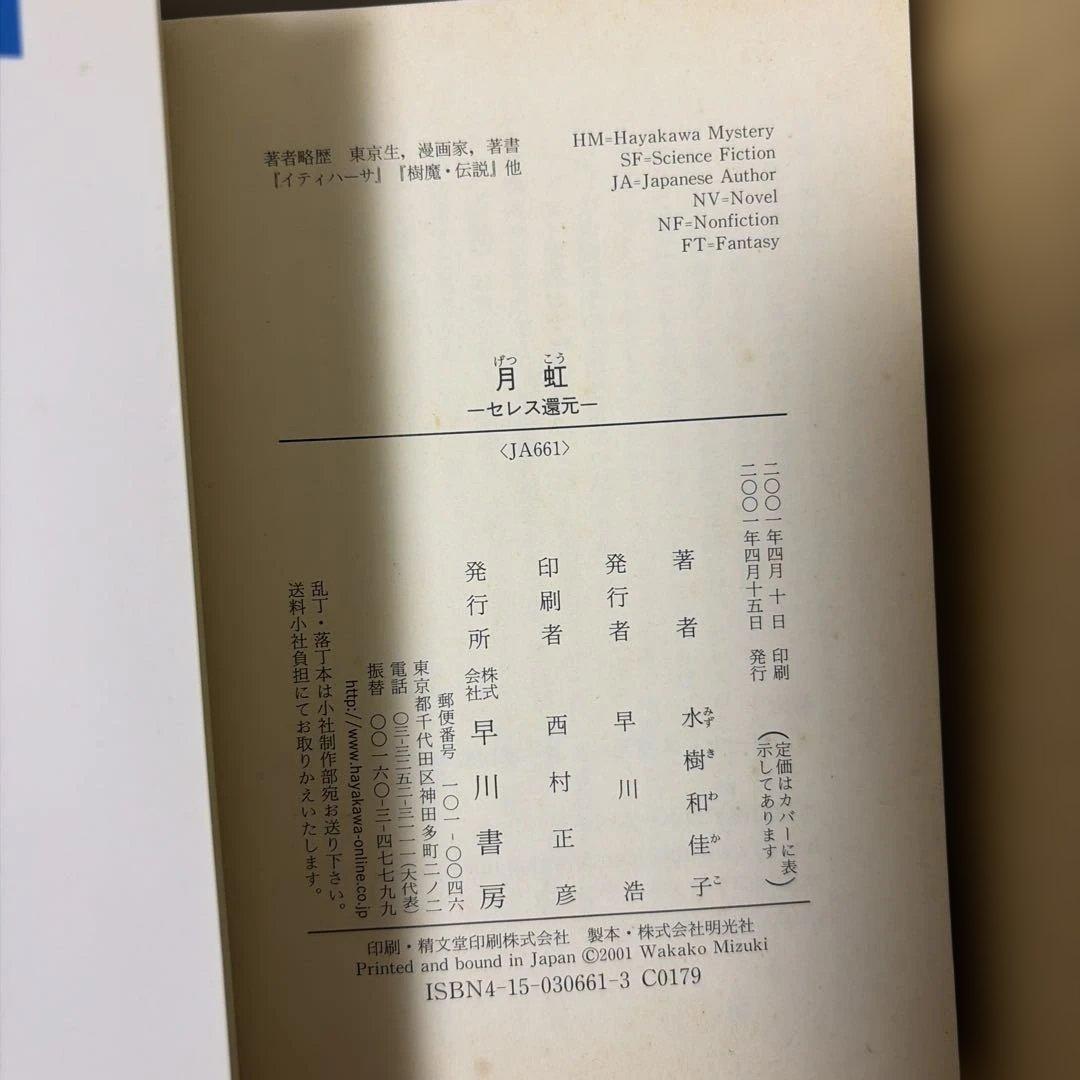 著者略歴　東京生，漫画家，著書
『イティハーサ』『樹魔・伝説』他
HM=Hayakawa Mystery
SF=Science Fiction
JA=Japanese Author
NV=Novel
NF=Nonfiction
FT=Fantasy
げつ こう
月虹
―セレス還元―
〈JA661〉
二〇〇一年四月 十 日　印刷
二〇〇一年四月十五日　発行
（定価はカバーに表示してあります）
著者　水樹和佳子
みずきわかこ
発行者　早川浩
印刷者　西村正彦
発行所　株式会社 早川書房
郵便番号　一〇一-〇〇四六
東京都千代田区神田多町二ノ二
電話　〇三-三二五二-三一一一（大代表）
振替　〇〇一六〇-三-四七七九九
http://www.hayakawa-online.co.jp
乱丁・落丁本は小社制作部宛お送り下さい。
送料小社負担にてお取りかえいたします。
印刷・精文堂印刷株式会社　製本・株式会社明光社
Printed and bound in Japan ©2001 Wakako Mizuki
ISBN4-15-030661-3 C0179